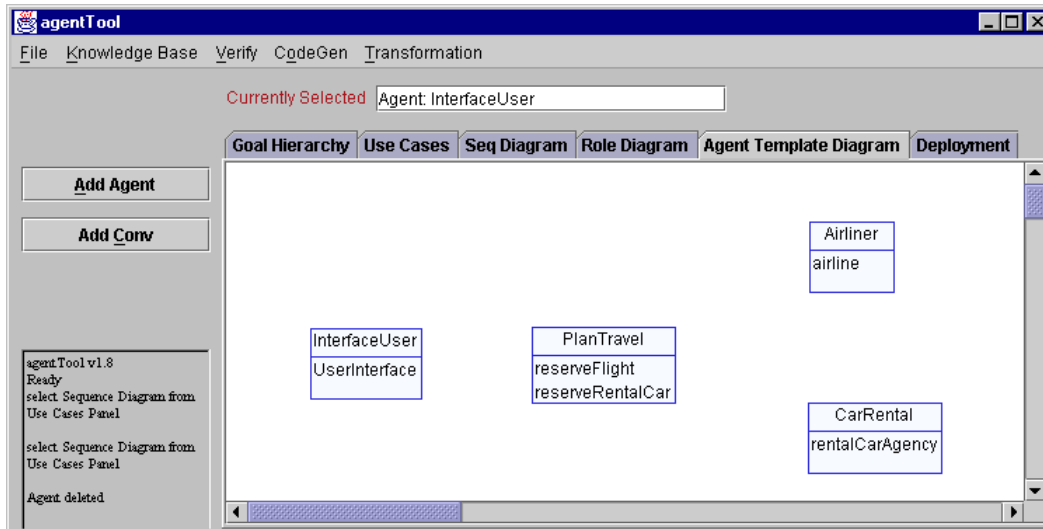 agentTool
File Knowledge Base Verify CodeGen Transformation
Currently Selected Agent: InterfaceUser
Goal Hierarchy Use Cases Seq Diagram Role Diagram Agent Template Diagram Deployment
Add Agent
Add Conv
Airliner
airline
InterfaceUser
UserInterface
PlanTravel
reserveFlight
reserveRentalCar
CarRental
rentalCarAgency
agentTool v1.8
Ready
select Sequence Diagram from
Use Cases Panel
select Sequence Diagram from
Use Cases Panel
Agent deleted